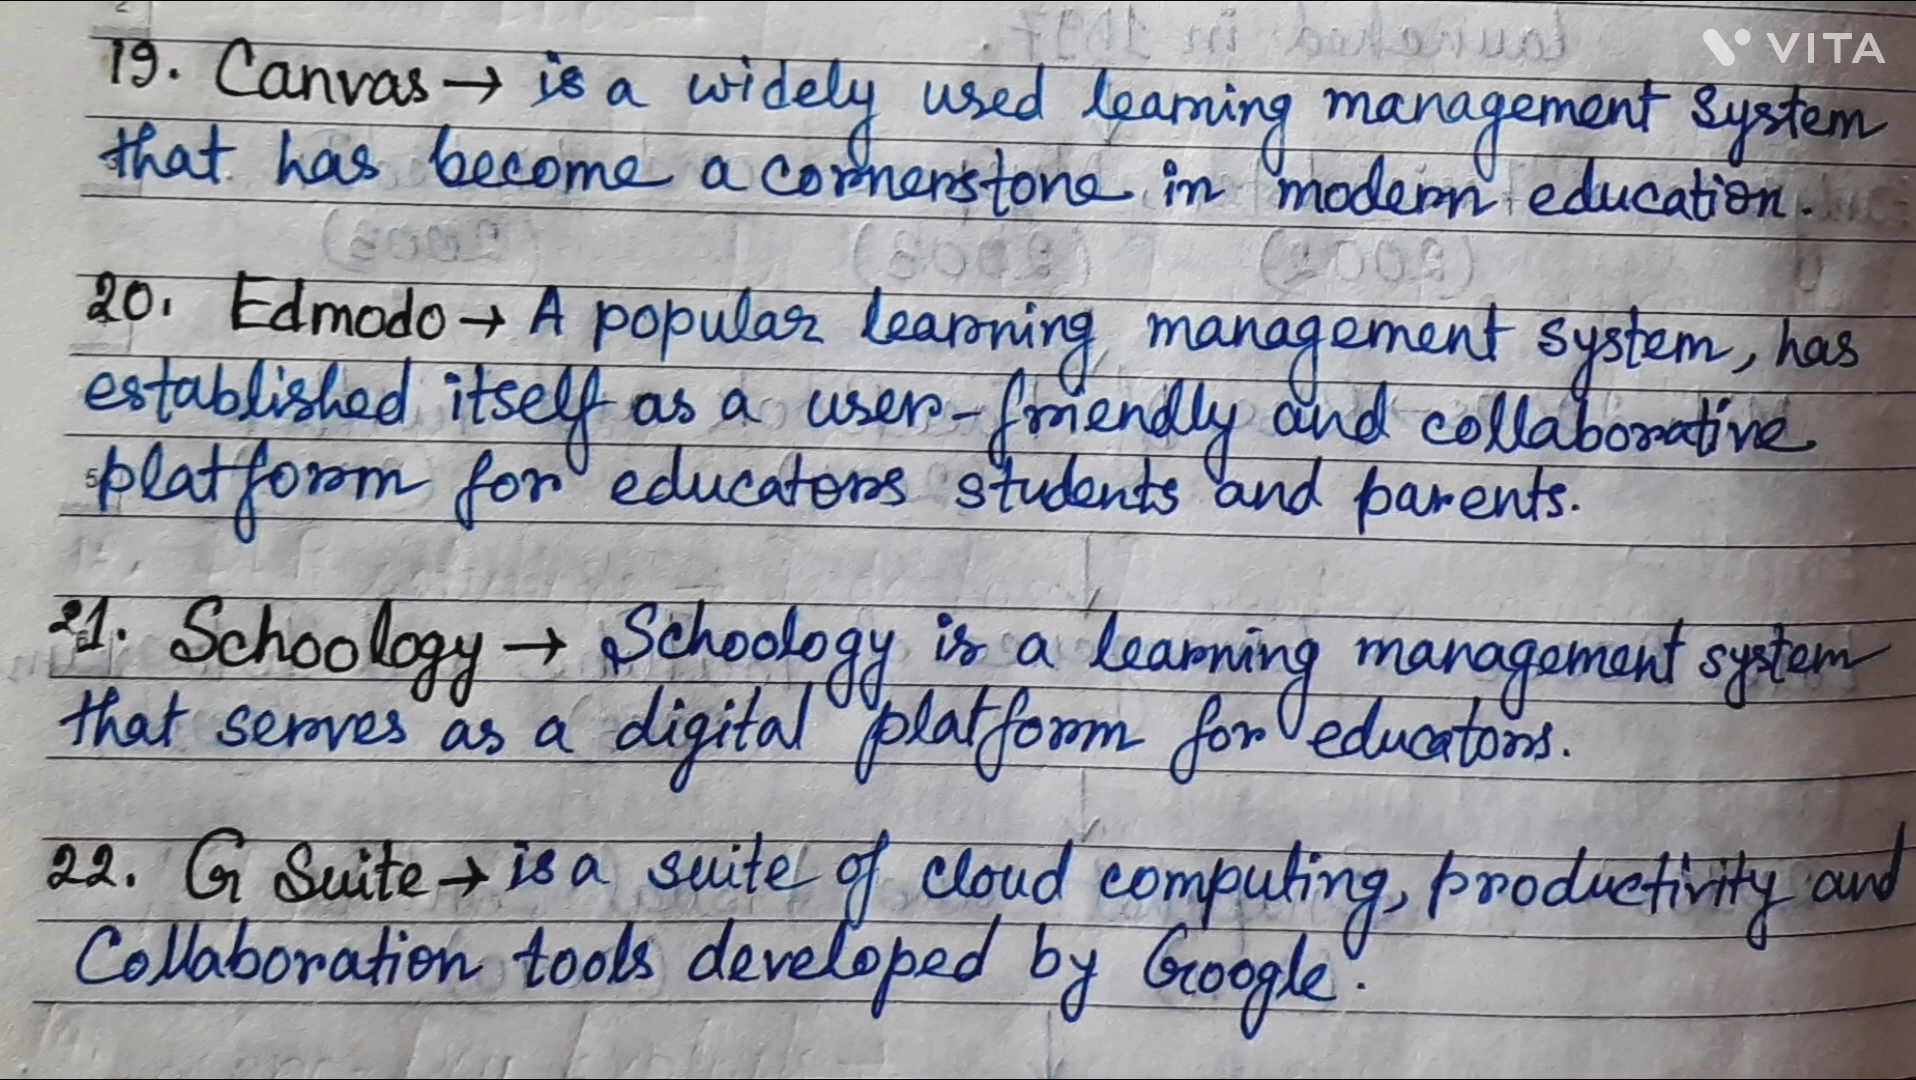 VITA
19. Canvas → is a widely used learning management system
that has become a cornerstone in modern education.
20. Edmodo → A popular learning management system, has
established itself as a user-friendly and collaborative
platform for educators students and parents.
21. Schoology → Schoology is a learning management system
that serves as a digital platform for educators.
22. G Suite → is a suite of cloud computing, productivity and
Collaboration tools developed by Google.